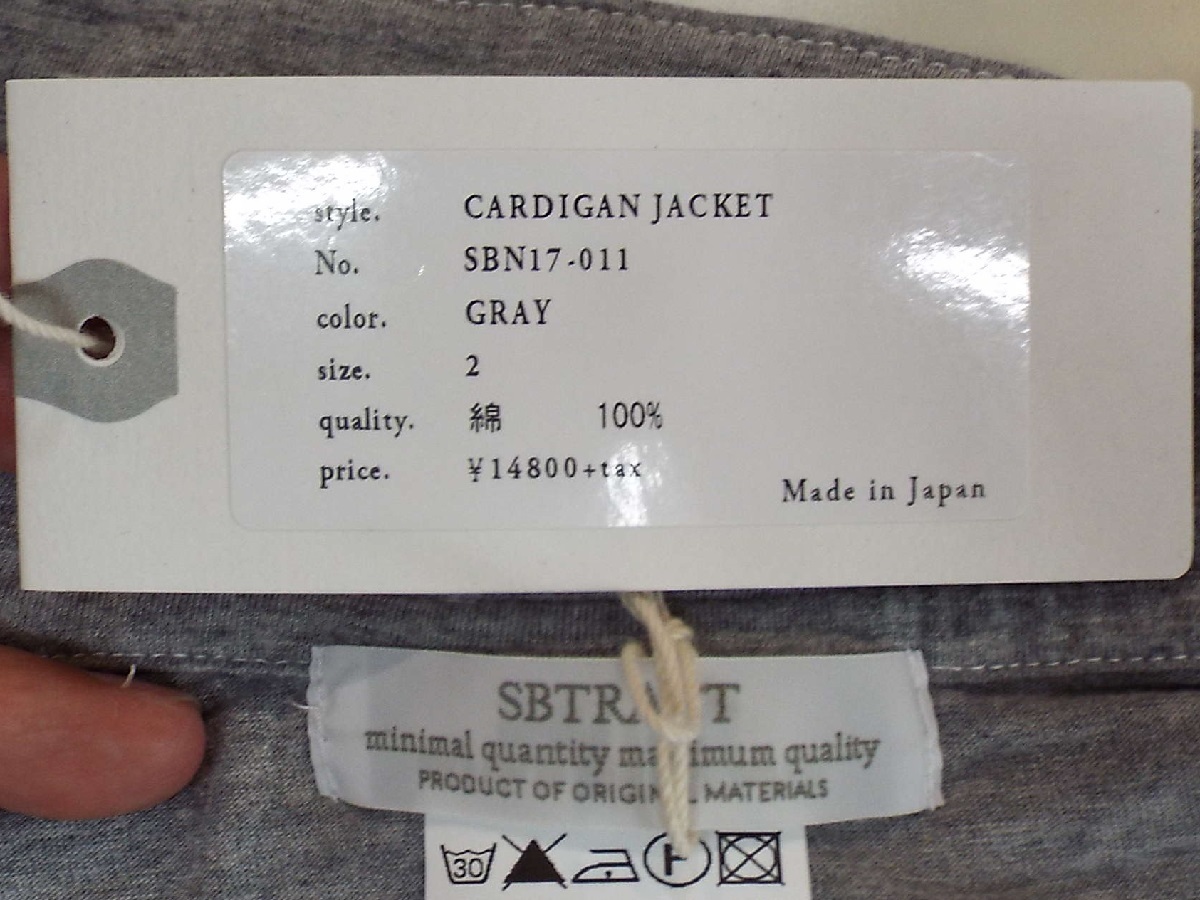 style. CARDIGAN JACKET
No. SBN17-011
color. GRAY
size. 2
quality. 綿 100%
price. ¥14800+tax
Made in Japan
minimal quantity quality
PRODUCT OF MATERIALS
30